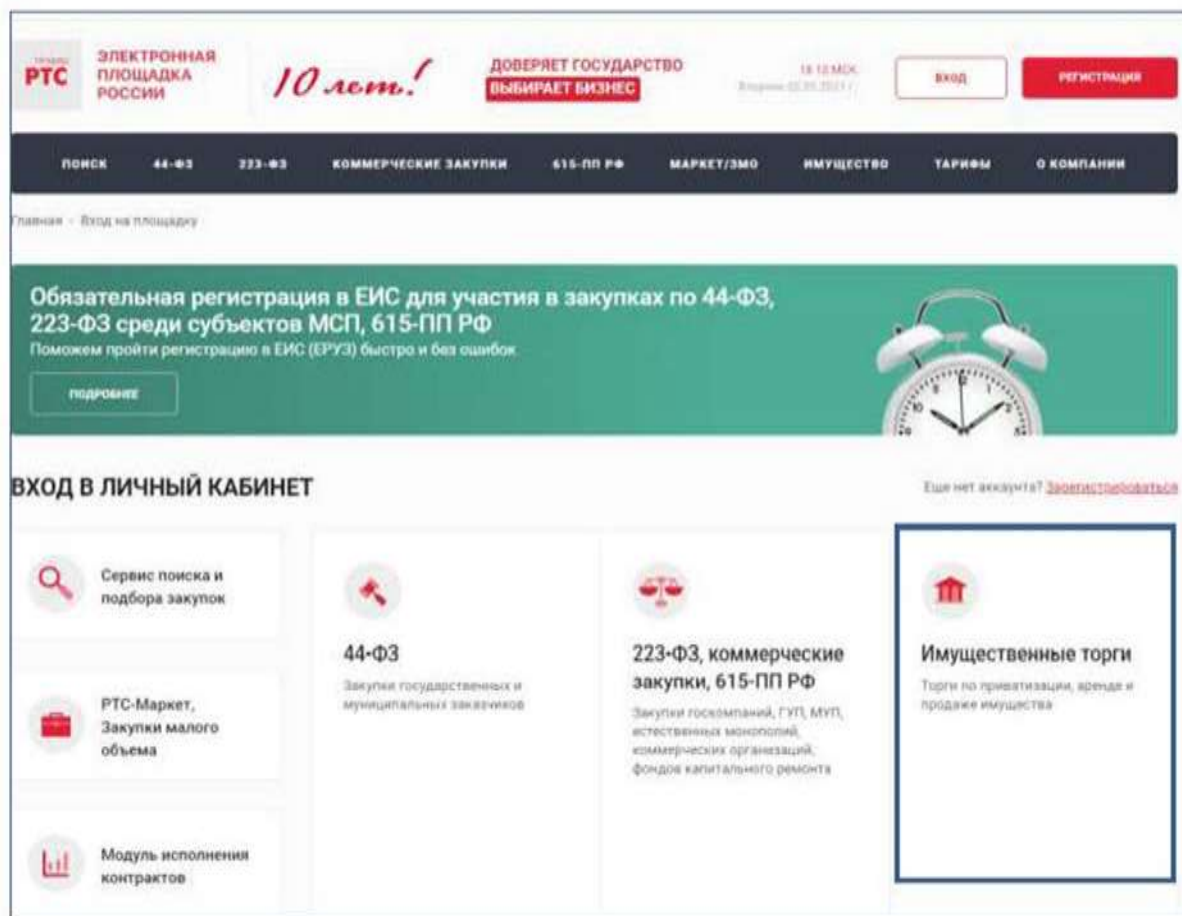 РТС
ЭЛЕКТРОННАЯ
ПЛОЩАДКА
РОССИИ
10 лет!
ДОВЕРЯЕТ ГОСУДАРСТВО
ВЫБИРАЕТ БИЗНЕС
ВХОД
РЕГИСТРАЦИЯ
ПОИСК 44-ФЗ 223-ФЗ КОММЕРЧЕСКИЕ ЗАКУПКИ 615-ПП РФ МАРКЕТ/ЗМО ИМУЩЕСТВО ТАРИФЫ О КОМПАНИИ
Главная - Вход на площадку
Обязательная регистрация в ЕИС для участия в закупках по 44-ФЗ,
223-ФЗ среди субъектов МСП, 615-ПП РФ
Поможем пройти регистрацию в ЕИС (ЕРУЗ) быстро и без ошибок
ПОДРОБНЕЕ
ВХОД В ЛИЧНЫЙ КАБИНЕТ
Еще нет аккаунта? Зарегистрироваться
Сервис поиска и
подбора закупок
РТС-Маркет,
Закупки малого
объема
Модуль исполнения
контрактов
44-ФЗ
Закупки государственных и
муниципальных заказчиков
223-ФЗ, коммерческие
закупки, 615-ПП РФ
Закупки госкомпаний, ГУП, МУП,
естественных монополий,
коммерческих организаций,
фондов капитального ремонта
Имущественные торги
Торги по приватизации, аренде и
продаже имущества